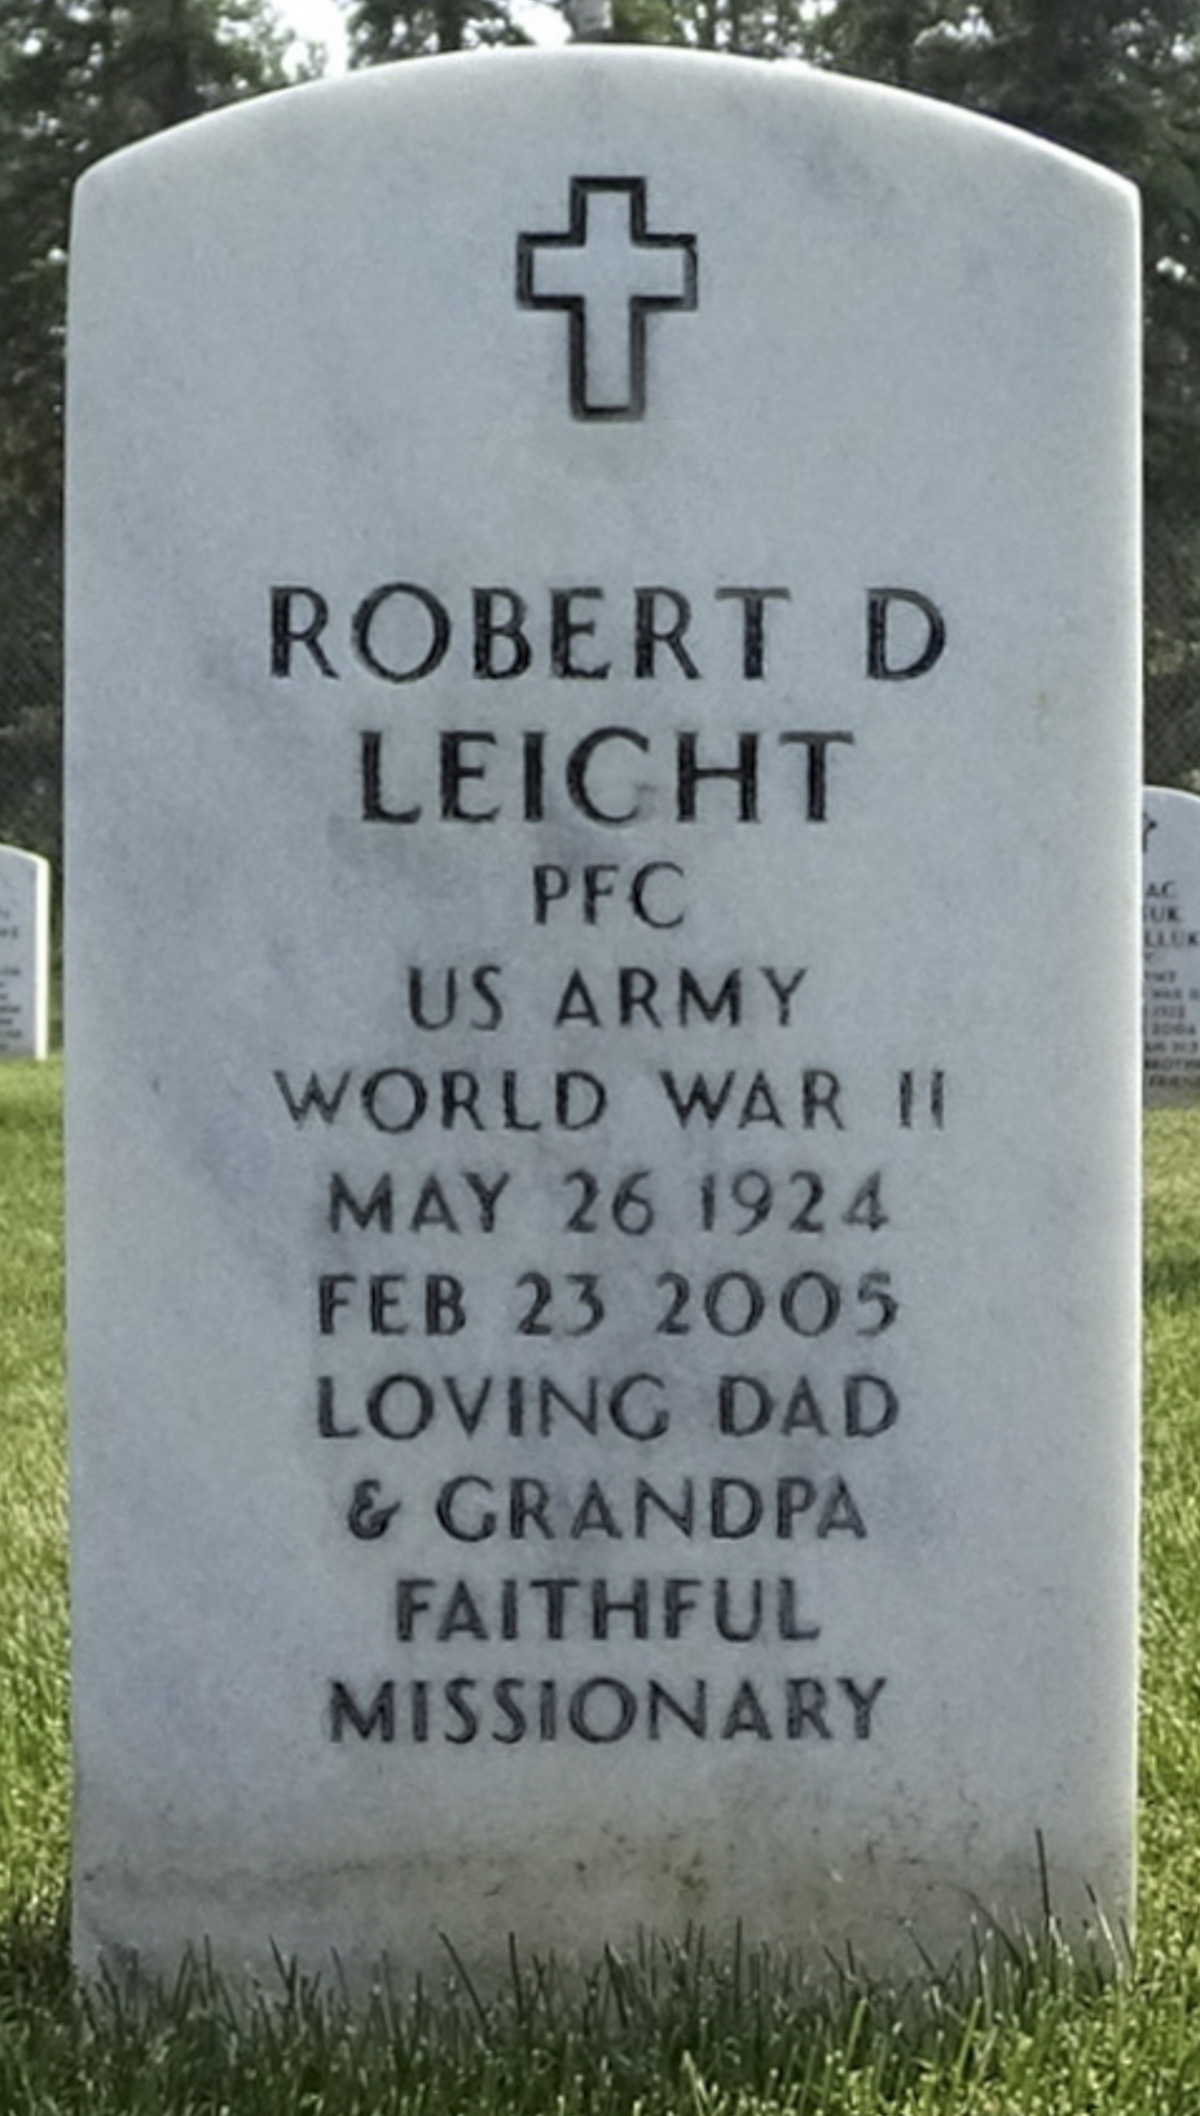 ROBERT D
LEICHT
PFC
US ARMY
WORLD WAR II
MAY 26 1924
FEB 23 2005
LOVING DAD
& GRANDPA
FAITHFUL
MISSIONARY